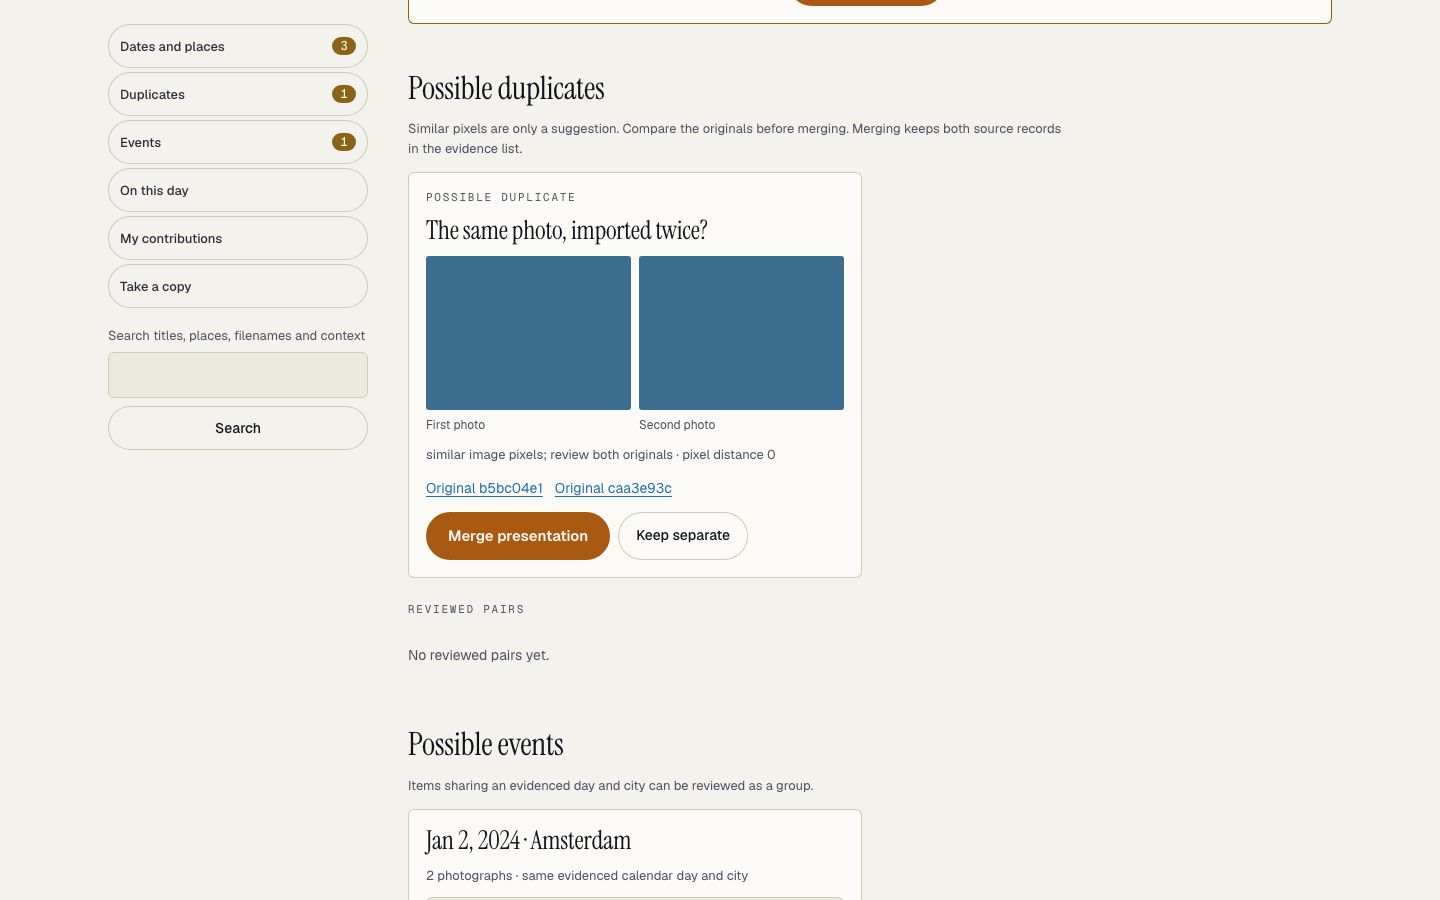 Dates and places 3
Duplicates 1
Events 1
On this day
My contributions
Take a copy
Search titles, places, filenames and context
Search
Possible duplicates
Similar pixels are only a suggestion. Compare the originals before merging. Merging keeps both source records
in the evidence list.
POSSIBLE DUPLICATE
The same photo, imported twice?
First photo
Second photo
similar image pixels; review both originals · pixel distance 0
Original b5bc04e1 Original caa3e93c
Merge presentation
Keep separate
REVIEWED PAIRS
No reviewed pairs yet.
Possible events
Items sharing an evidenced day and city can be reviewed as a group.
Jan 2, 2024 · Amsterdam
2 photographs · same evidenced calendar day and city